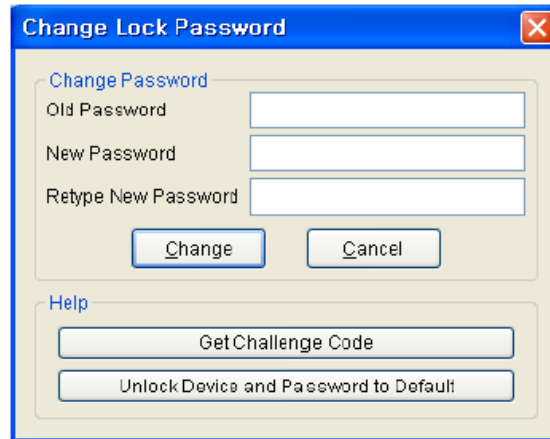 Change Lock Password
Change Password
Old Password
New Password
Retype New Password
Change
Cancel
Help
Get Challenge Code
Unlock Device and Password to Default